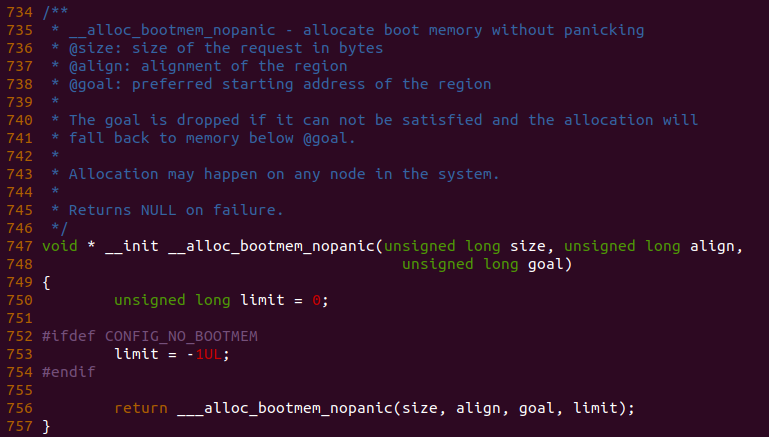 734 /**
735  * __alloc_bootmem_nopanic - allocate boot memory without panicking
736  * @size: size of the request in bytes
737  * @align: alignment of the region
738  * @goal: preferred starting address of the region
739  *
740  * The goal is dropped if it can not be satisfied and the allocation will
741  * fall back to memory below @goal.
742  *
743  * Allocation may happen on any node in the system.
744  *
745  * Returns NULL on failure.
746  */
747 void * __init __alloc_bootmem_nopanic(unsigned long size, unsigned long align,
748                                         unsigned long goal)
749 {
750         unsigned long limit = 0;
751
752 #ifdef CONFIG_NO_BOOTMEM
753         limit = -1UL;
754 #endif
755
756         return ___alloc_bootmem_nopanic(size, align, goal, limit);
757 }